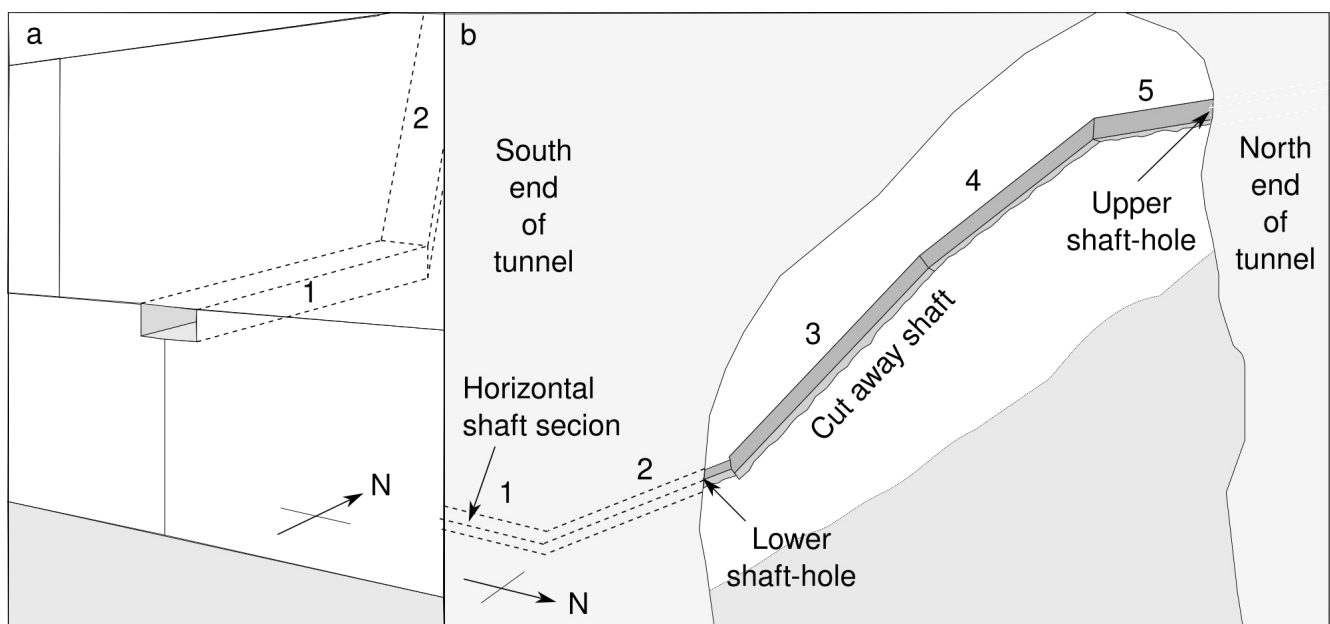 a
2
1
N
b
5
South
end
of
tunnel
4
North
end
of
tunnel
Upper
shaft-hole
3
Cut away shaft
Horizontal
shaft secion
2
1
Lower
shaft-hole
N